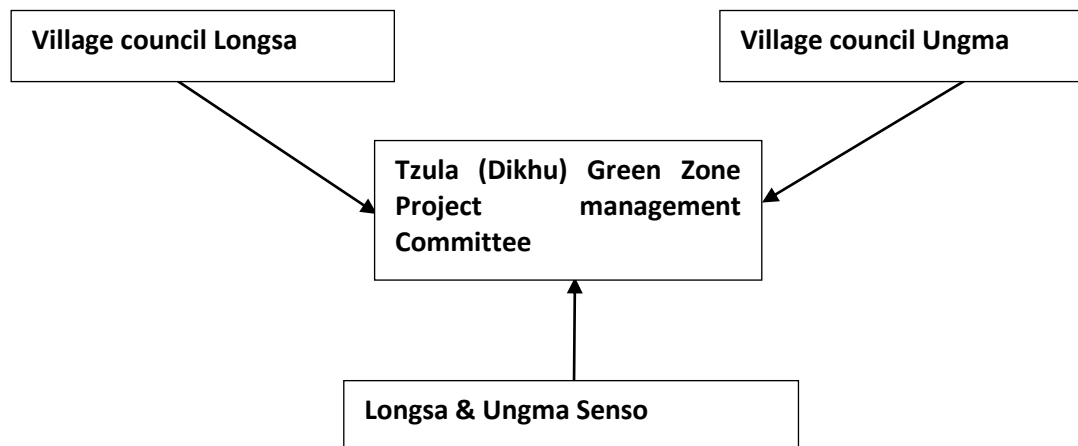 Village council Longsa
Village council Ungma
Tzula (Dikhu) Green Zone
Project management
Committee
Longsa & Ungma Senso